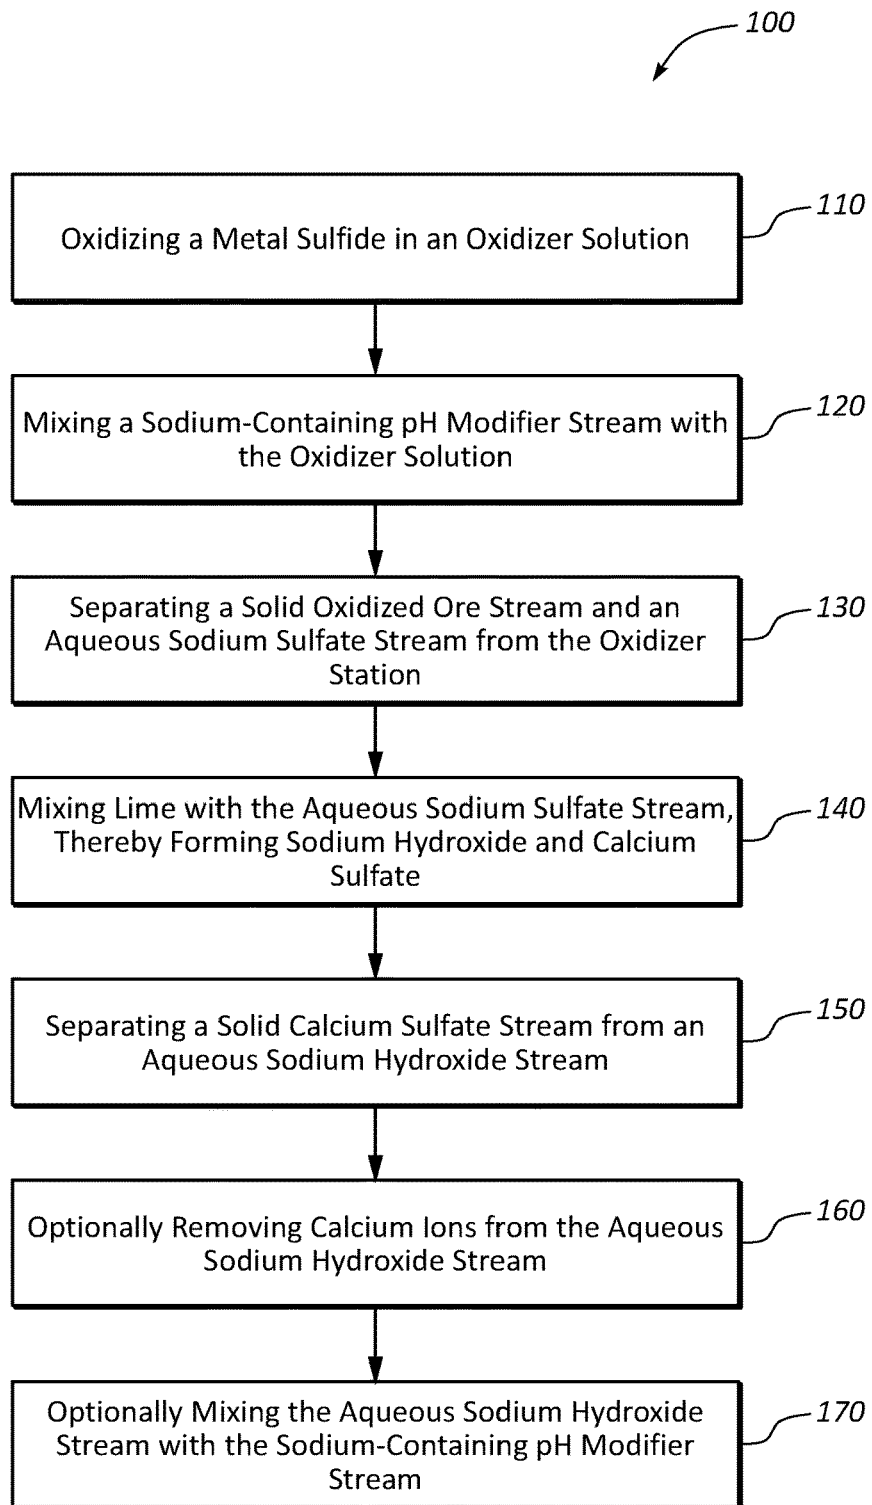 100
Oxidizing a Metal Sulfide in an Oxidizer Solution
110
Mixing a Sodium-Containing pH Modifier Stream with
the Oxidizer Solution
120
Separating a Solid Oxidized Ore Stream and an
Aqueous Sodium Sulfate Stream from the Oxidizer
Station
130
Mixing Lime with the Aqueous Sodium Sulfate Stream,
Thereby Forming Sodium Hydroxide and Calcium
Sulfate
140
Separating a Solid Calcium Sulfate Stream from an
Aqueous Sodium Hydroxide Stream
150
Optionally Removing Calcium Ions from the Aqueous
Sodium Hydroxide Stream
160
Optionally Mixing the Aqueous Sodium Hydroxide
Stream with the Sodium-Containing pH Modifier
Stream
170